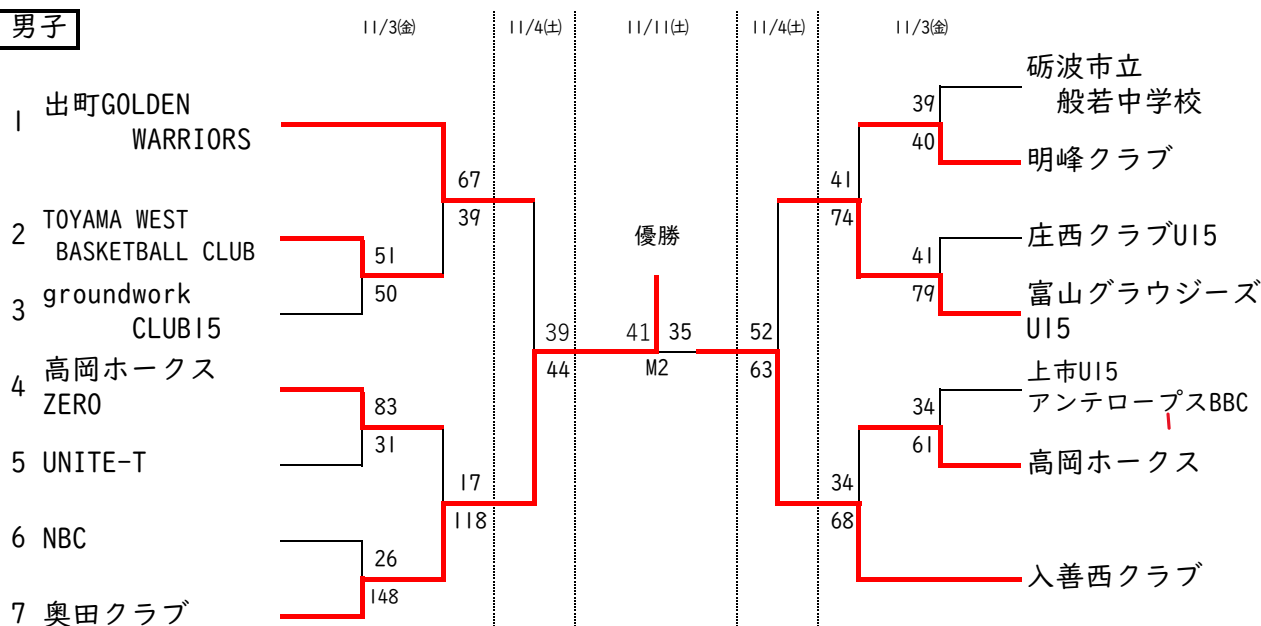 男子
11/3(金)
11/4(土)
11/11(土)
11/4(土)
11/3(金)
1
出町GOLDEN
WARRIORS
67
39
2
TOYAMA WEST
BASKETBALL CLUB
51
50
3
groundwork
CLUB15
39
44
4
高岡ホークス
ZERO
83
31
5
UNITE-T
17
118
6
NBC
26
148
7
奥田クラブ
優勝
41
35
M2
52
63
砺波市立
般若中学校
39
40
明峰クラブ
41
74
庄西クラブU15
41
79
富山グラウジーズ
U15
上市U15
アンテロープスBBC
34
61
高岡ホークス
34
68
入善西クラブ